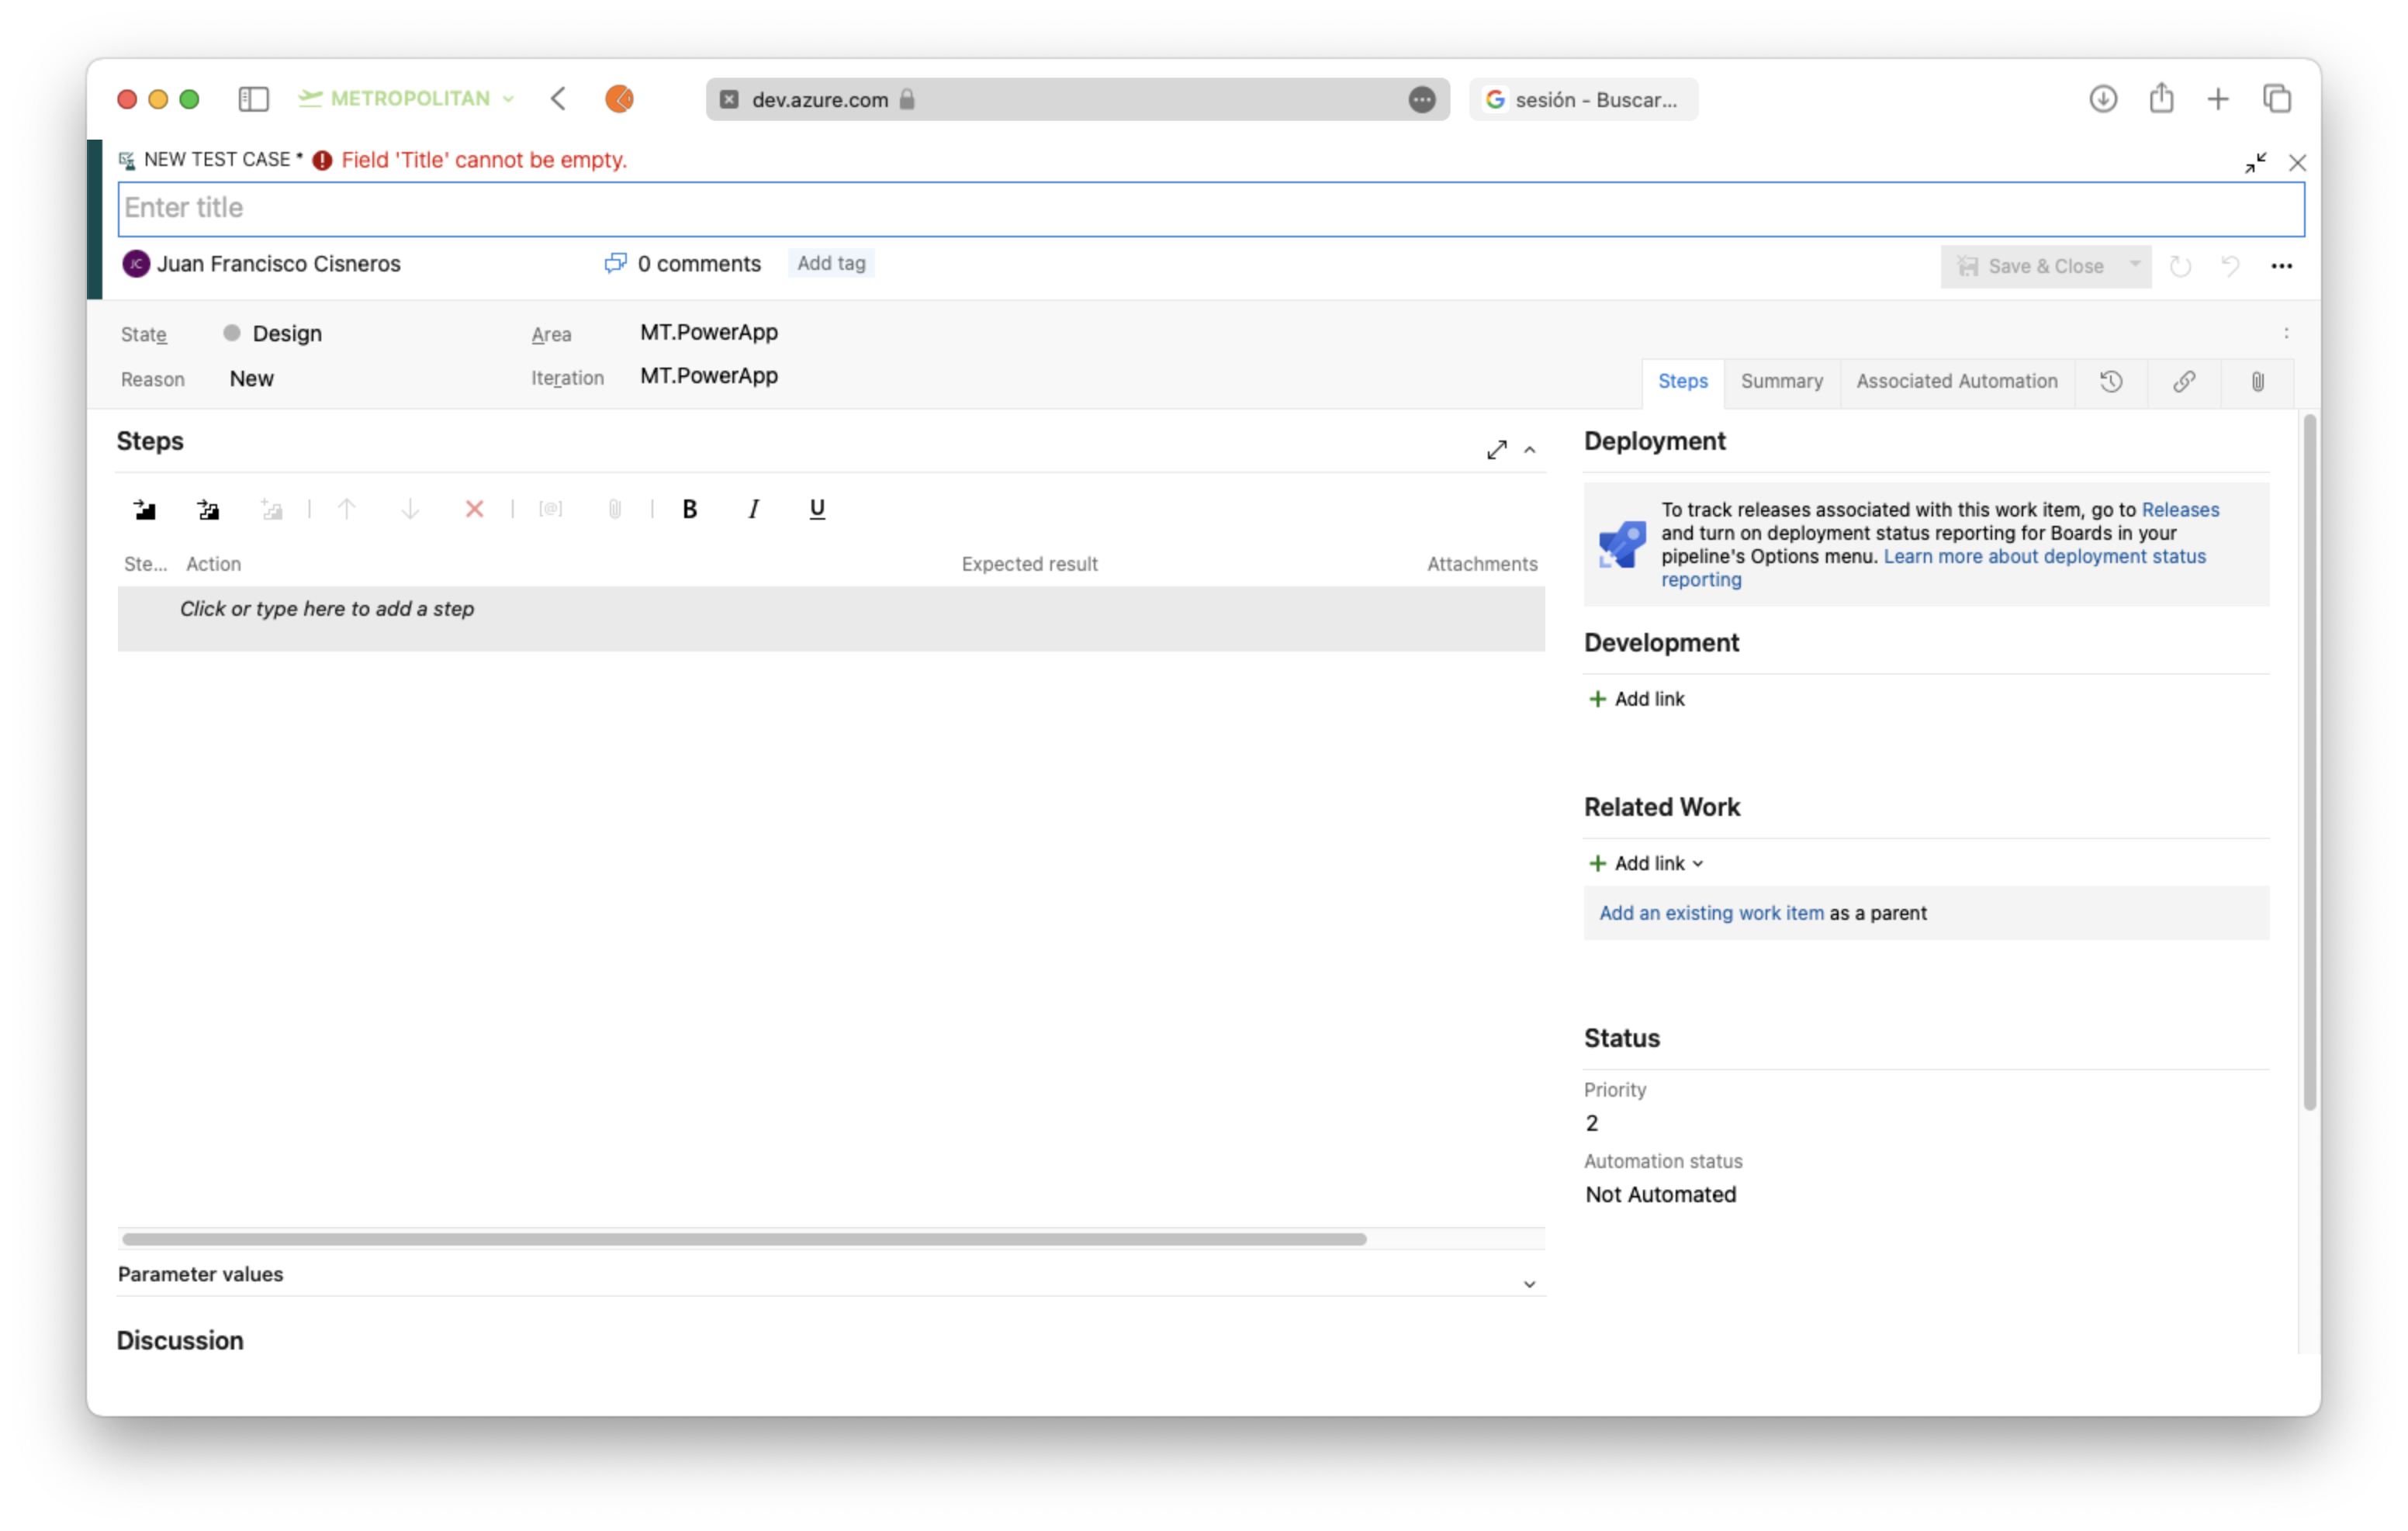 METROPOLITAN
dev.azure.com
sesión - Buscar...
NEW TEST CASE *
Field 'Title' cannot be empty.
Enter title
JC
Juan Francisco Cisneros
0 comments
Add tag
Save & Close
State
Design
Area
MT.PowerApp
Reason
New
Iteration
MT.PowerApp
Steps
Summary
Associated Automation
Steps
[@]
B
I
U
Ste...
Action
Expected result
Attachments
Click or type here to add a step
Parameter values
Discussion
Deployment
To track releases associated with this work item, go to Releases
and turn on deployment status reporting for Boards in your
pipeline's Options menu. Learn more about deployment status
reporting
Development
Add link
Related Work
Add link
Add an existing work item as a parent
Status
Priority
2
Automation status
Not Automated